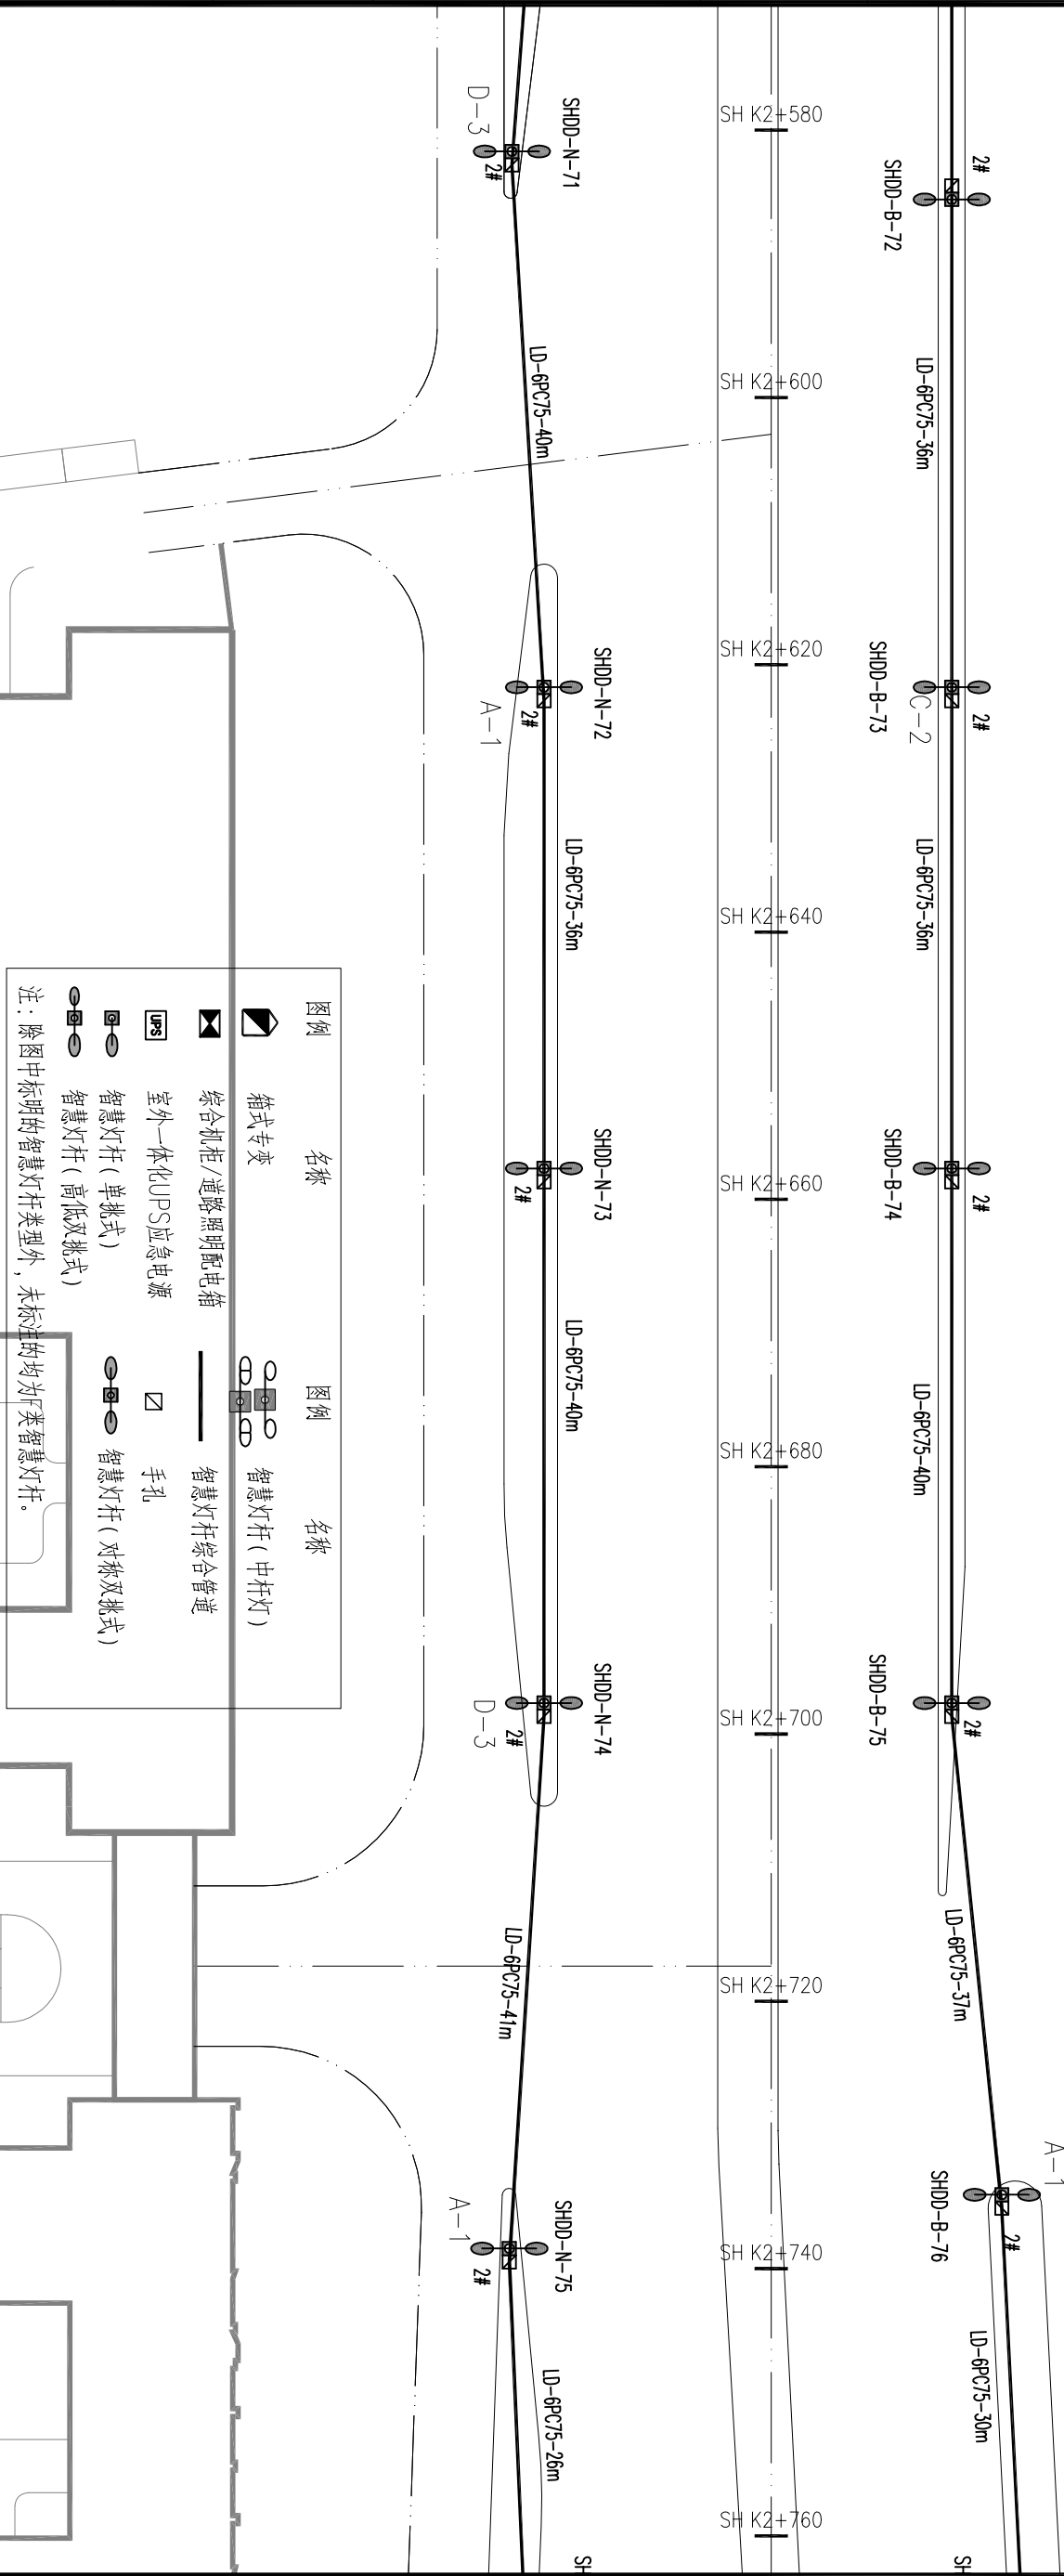 SH K2+580
SH K2+600
SH K2+620
SH K2+640
SH K2+660
SH K2+680
SH K2+700
SH K2+720
SH K2+740
SH K2+760
2#
SHDD-B-72
LD-6PC75-36m
2#
SHDD-B-73
C-2
LD-6PC75-36m
2#
SHDD-B-74
LD-6PC75-40m
2#
SHDD-B-75
LD-6PC75-37m
A-1
2#
SHDD-B-76
LD-6PC75-30m
SH
SHDD-N-71
D-3
2#
LD-6PC75-40m
SHDD-N-72
2#
A-1
LD-6PC75-36m
SHDD-N-73
2#
LD-6PC75-40m
SHDD-N-74
2#
D-3
LD-6PC75-41m
SHDD-N-75
A-1
2#
LD-6PC75-26m
SH
图例 名称 图例 名称
箱式专变 智慧灯杆(中杆灯)
综合机柜/道路照明配电箱 智慧灯杆综合管道
UPS 室外一体化UPS应急电源 手孔
智慧灯杆(单挑式) 智慧灯杆(对称双挑式)
智慧灯杆(高低双挑式)
注：除图中标明的智慧灯杆类型外，未标注的均为F类智慧灯杆。